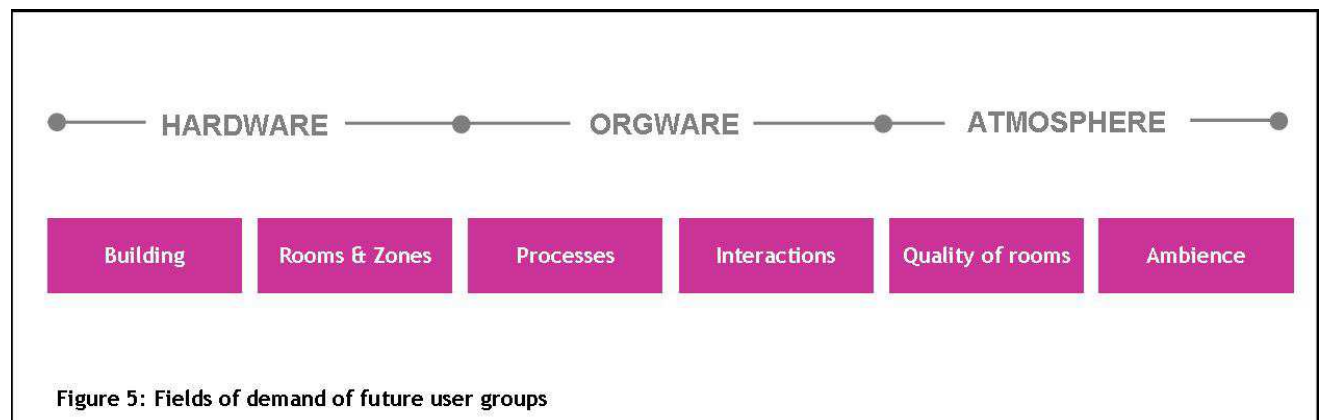 HARDWARE ORGWARE ATMOSPHERE
Building Rooms & Zones Processes Interactions Quality of rooms Ambience
Figure 5: Fields of demand of future user groups